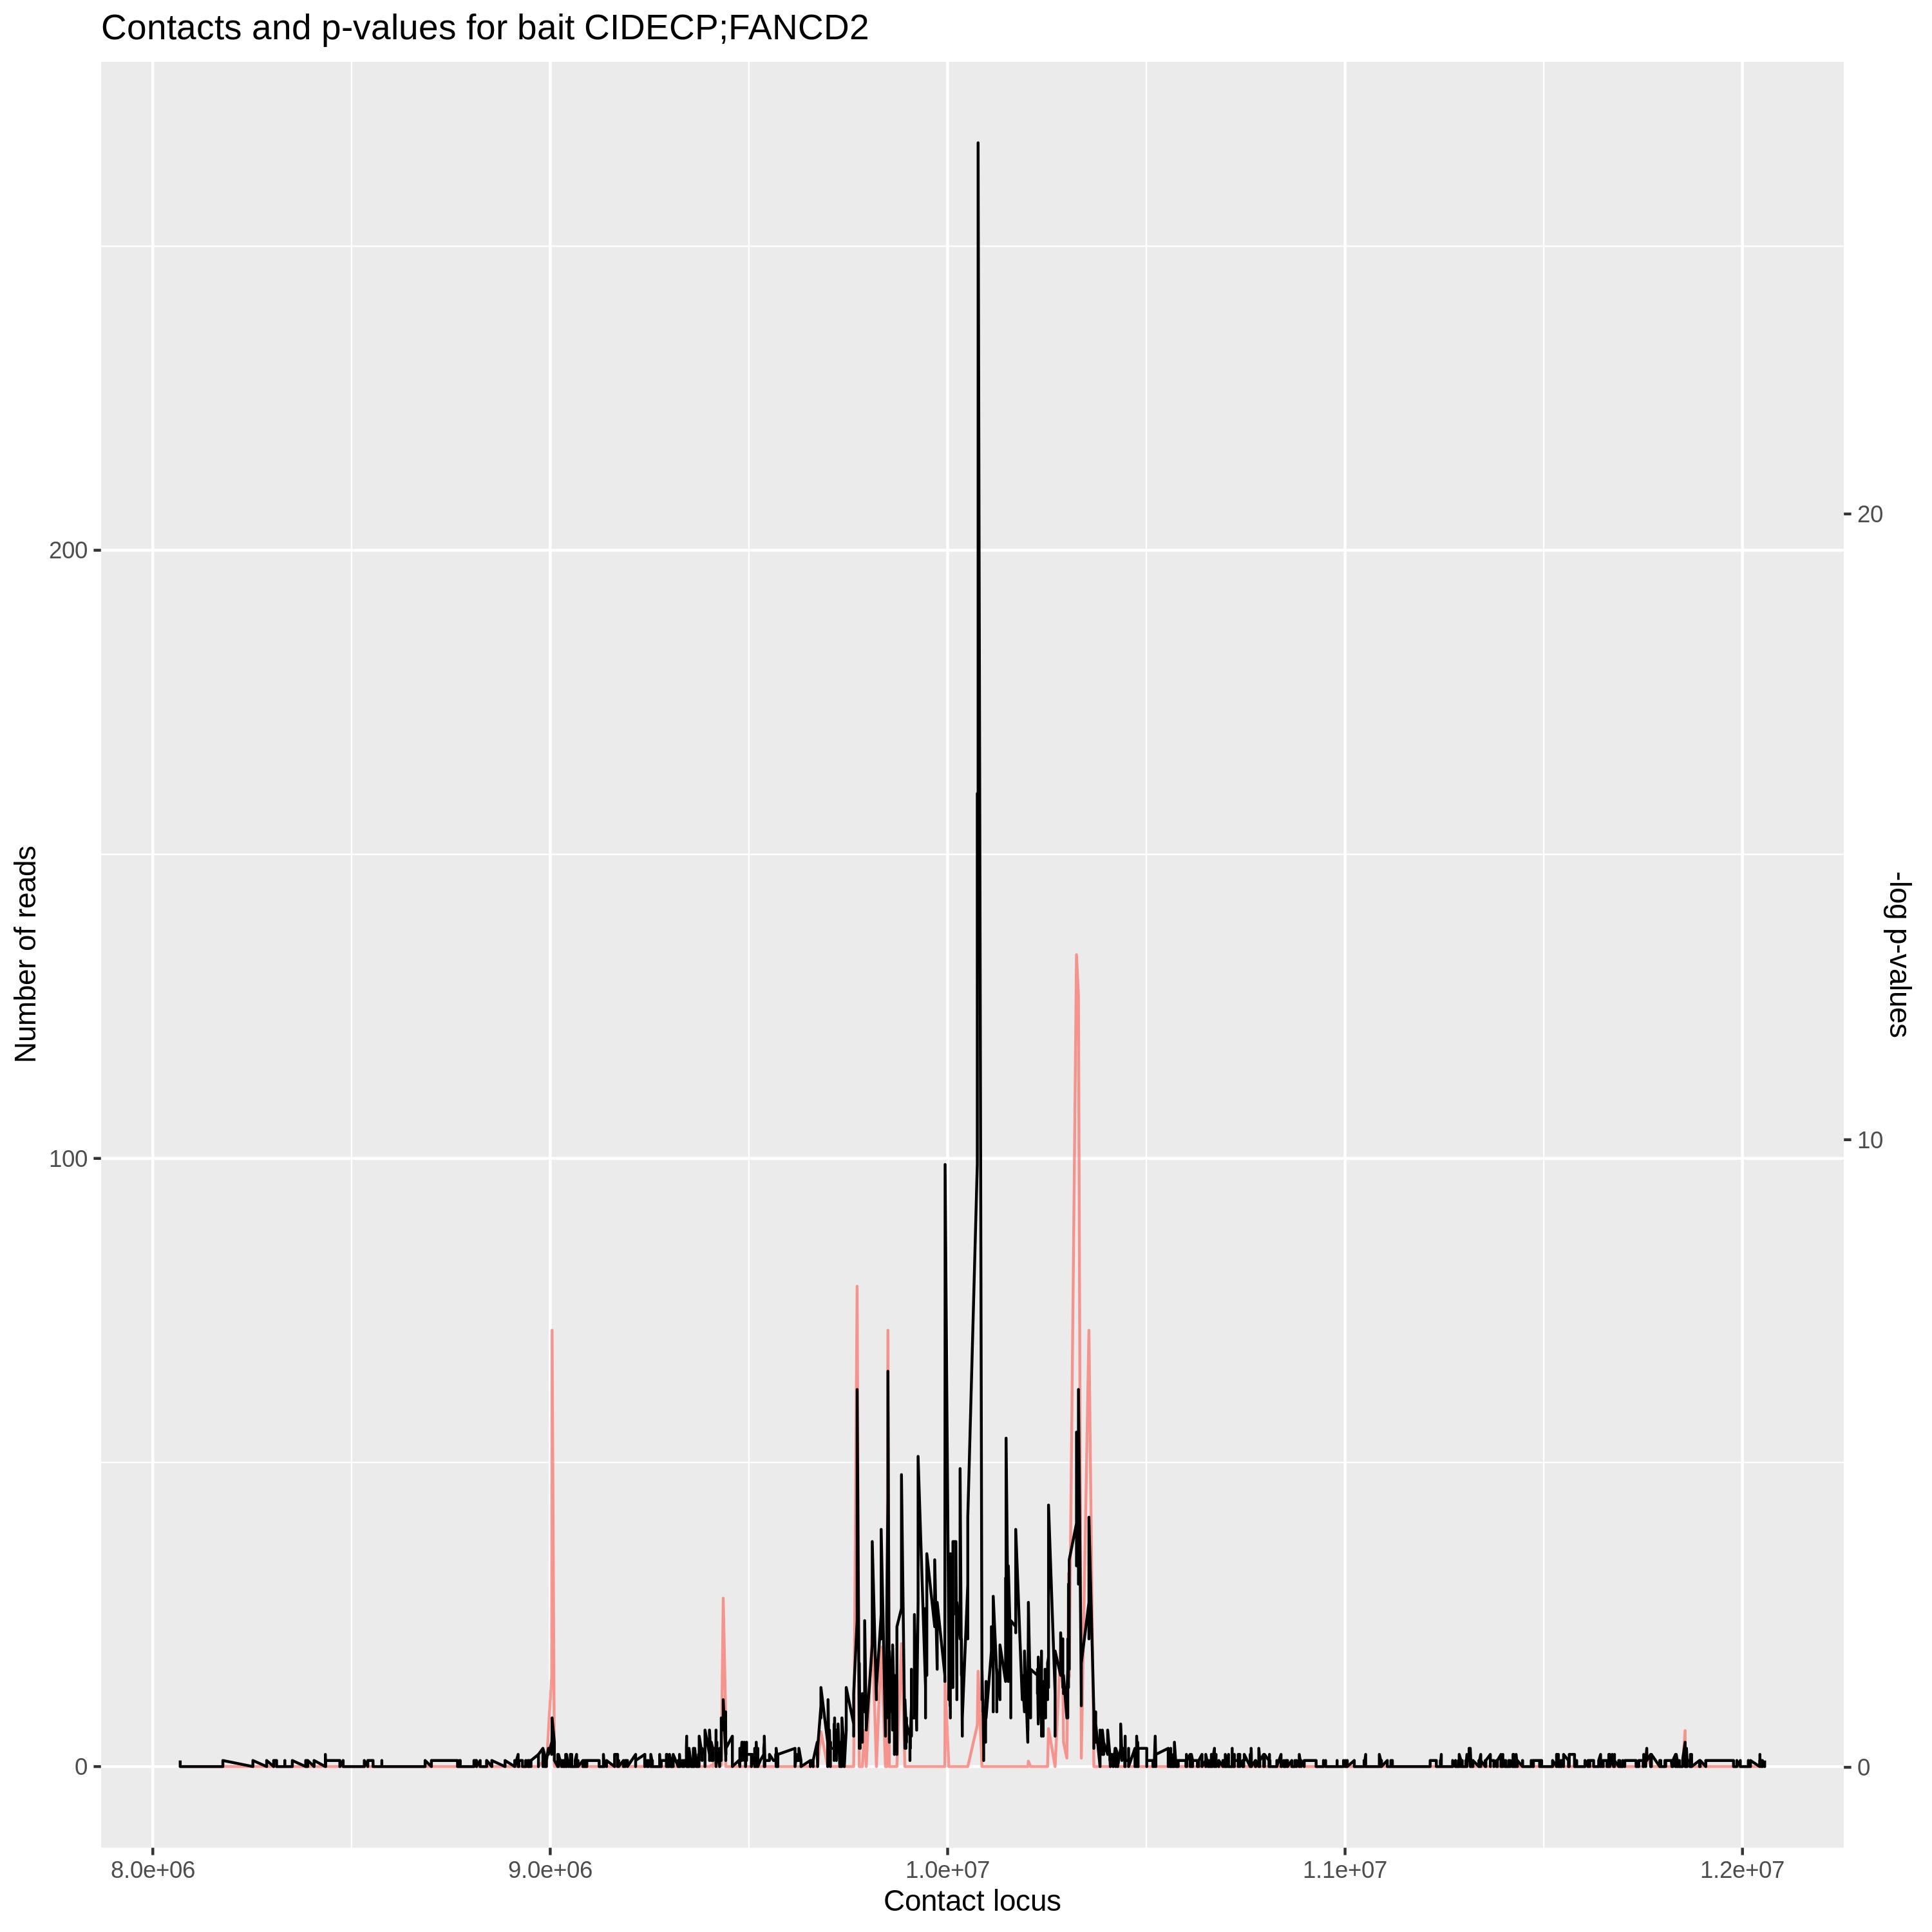 Contacts and p-values for bait CIDECP;FANCD2
Number of reads
200
100
0
20
10
0
-log p-values
8.0e+06
9.0e+06
1.0e+07
1.1e+07
1.2e+07
Contact locus